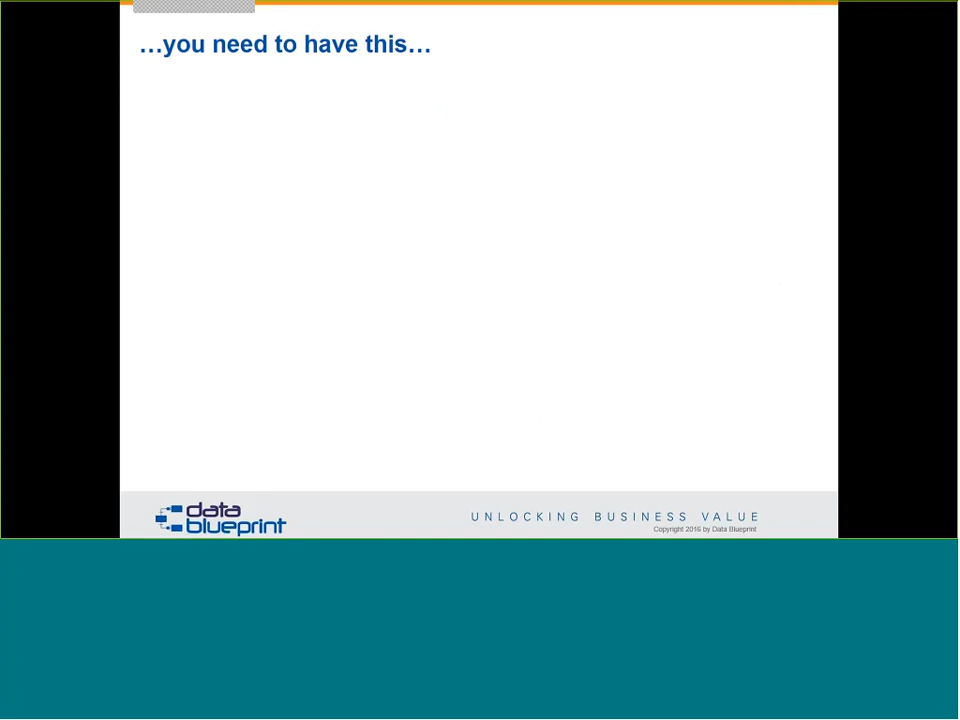 …you need to have this…
data
blueprint
UNLOCKING BUSINESS VALUE
Copyright 2016 by Data Blueprint